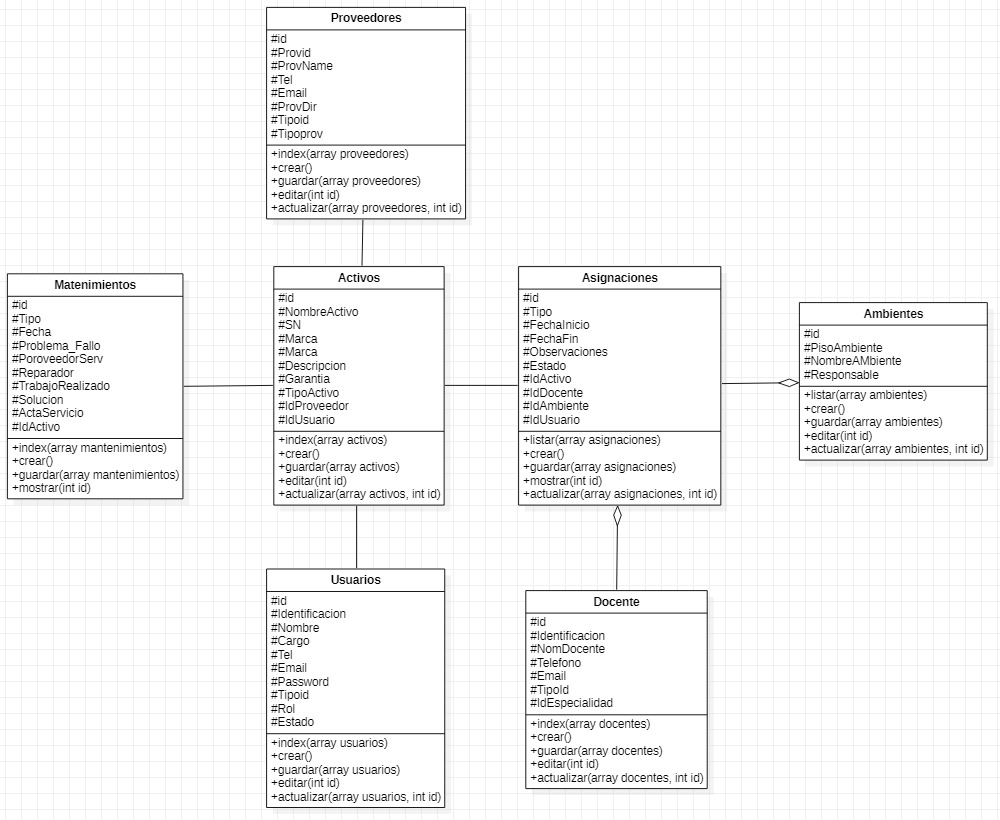 Proveedores
#id
#Provid
#ProvName
#Tel
#Email
#ProvDir
#Tipoid
#Tipoprov
+index(array proveedores)
+crear()
+guardar(array proveedores)
+editar(int id)
+actualizar(array proveedores, int id)
Matenimientos
#id
#Tipo
#Fecha
#Problema_Fallo
#PoroveedorServ
#Reparador
#TrabajoRealizado
#Solucion
#ActaServicio
#IdActivo
+index(array mantenimientos)
+crear()
+guardar(array mantenimientos)
+mostrar(int id)
Activos
#id
#NombreActivo
#SN
#Marca
#Marca
#Descripcion
#Garantia
#TipoActivo
#IdProveedor
#IdUsuario
+index(array activos)
+crear()
+guardar(array activos)
+editar(int id)
+actualizar(array activos, int id)
Asignaciones
#id
#Tipo
#FechaInicio
#FechaFin
#Observaciones
#Estado
#IdActivo
#IdDocente
#IdAmbiente
#IdUsuario
+listar(array asignaciones)
+crear()
+guardar(array asignaciones)
+mostrar(int id)
+actualizar(array asignaciones, int id)
Ambientes
#id
#PisoAmbiente
#NombreAMbiente
#Responsable
+listar(array ambientes)
+crear()
+guardar(array ambientes)
+editar(int id)
+actualizar(array ambientes, int id)
Usuarios
#id
#Identificacion
#Nombre
#Cargo
#Tel
#Email
#Password
#Tipoid
#Rol
#Estado
+index(array usuarios)
+crear()
+guardar(array usuarios)
+editar(int id)
+actualizar(array usuarios, int id)
Docente
#id
#Identificacion
#NomDocente
#Telefono
#Email
#TipoId
#IdEspecialidad
+index(array docentes)
+crear()
+guardar(array docentes)
+editar(int id)
+actualizar(array docentes, int id)